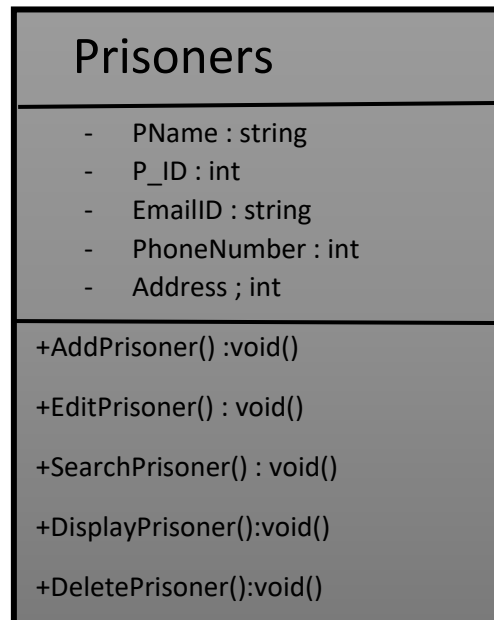 Prisoners
- PName : string
- P_ID : int
- EmailID : string
- PhoneNumber : int
- Address ; int
+AddPrisoner() :void()
+EditPrisoner() : void()
+SearchPrisoner() : void()
+DisplayPrisoner():void()
+DeletePrisoner():void()